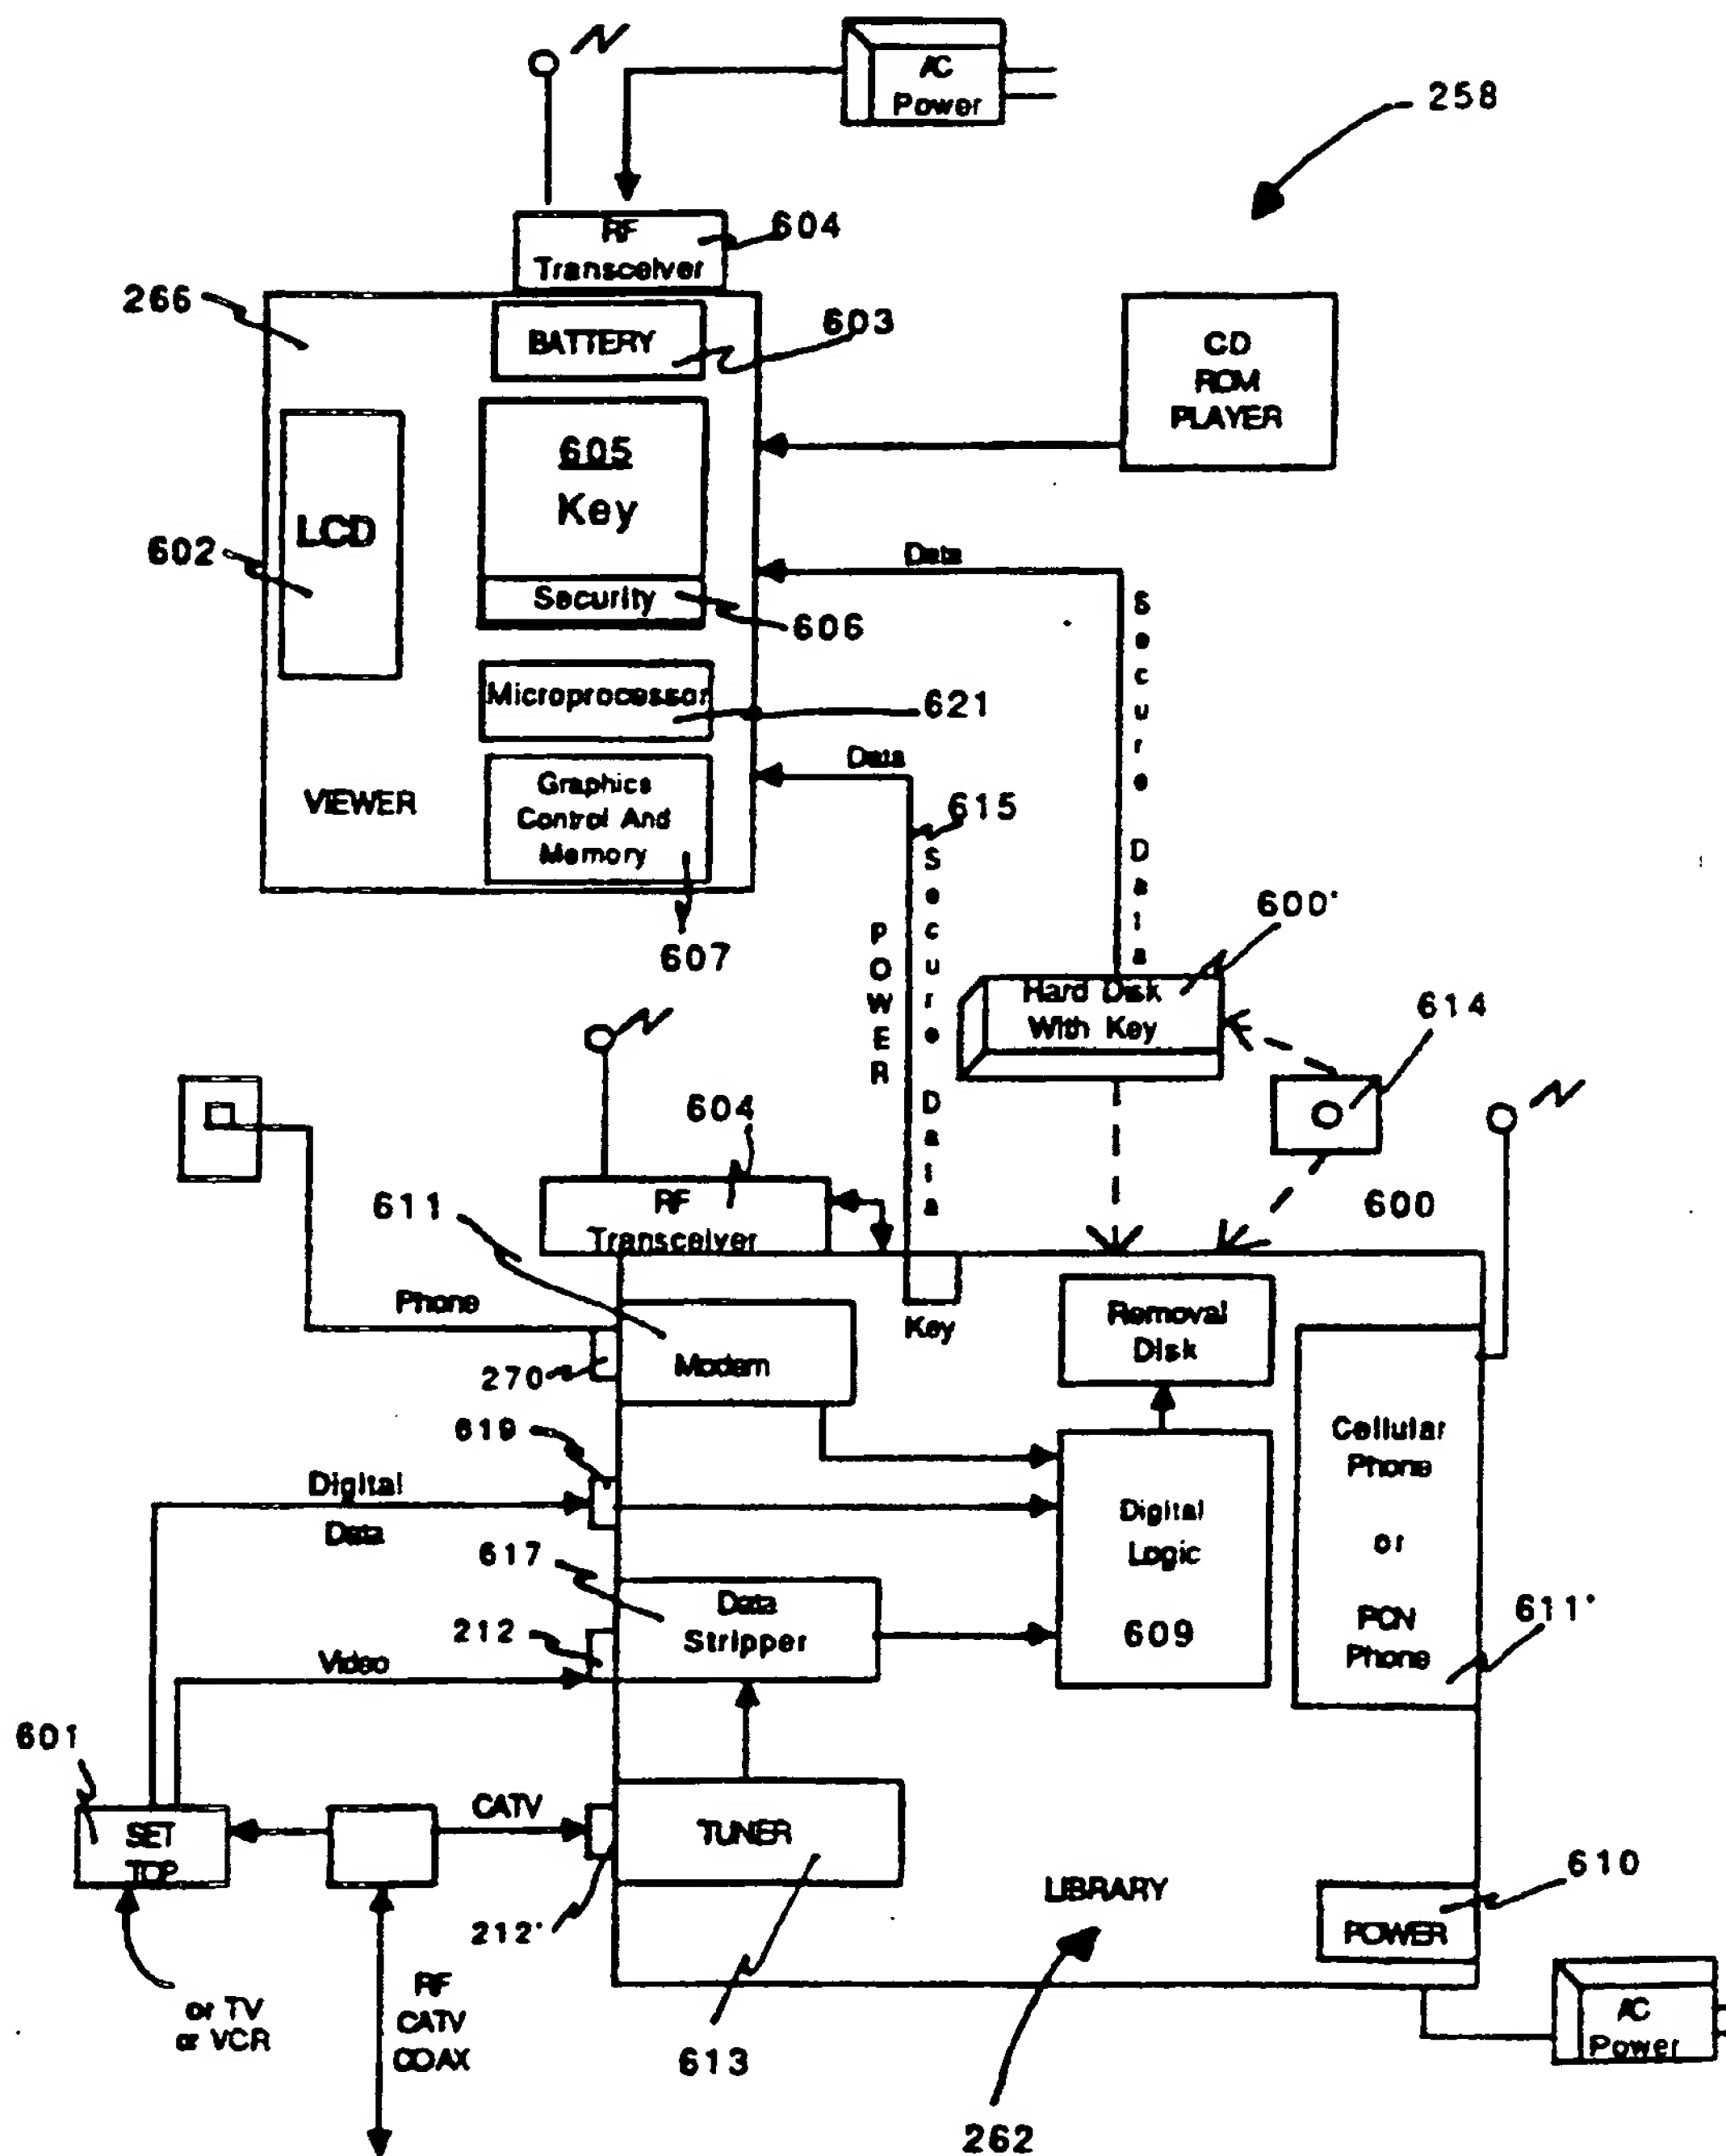 AC
Power
258
RF
Transceiver
604
266
BATTERY
603
CD
ROM
PLAYER
605
Key
LCD
602
Security
606
Data
Secure Data
Microprocessor
621
Data
Graphics
Control And
Memory
VIEWER
615
607
POWER
Secure Data
600'
Hard Disk
With Key
614
604
611
RF
Transceiver
600
Phone
Key
Removal
Disk
270
Modem
619
Digital
Data
Cellular
Phone
or
PCN
Phone
Digital
Logic
609
617
Data
Stripper
212
Video
611'
601
SET
TOP
CATV
TUNER
212'
LIBRARY
610
POWER
or TV
or VCR
RF
CATV
COAX
613
262
AC
Power